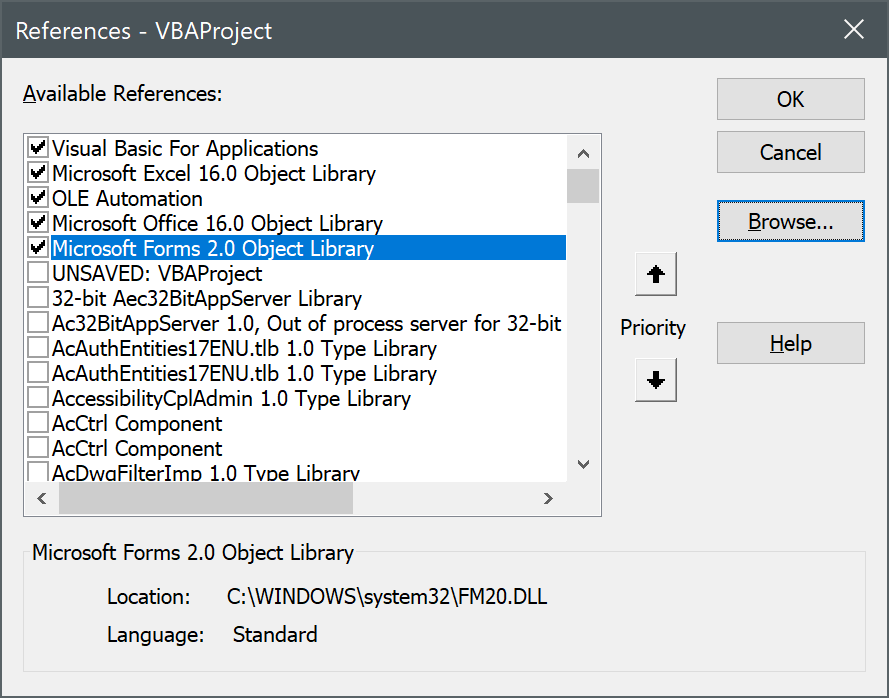 References - VBAProject
Available References:
Visual Basic For Applications
Microsoft Excel 16.0 Object Library
OLE Automation
Microsoft Office 16.0 Object Library
Microsoft Forms 2.0 Object Library
UNSAVED: VBAProject
32-bit Aec32BitAppServer Library
Ac32BitAppServer 1.0, Out of process server for 32-bit
AcAuthEntities17ENU.tlb 1.0 Type Library
AcAuthEntities17ENU.tlb 1.0 Type Library
AccessibilityCplAdmin 1.0 Type Library
AcCtrl Component
AcCtrl Component
AcDwgFilterImp 1.0 Type Library
Priority
OK
Cancel
Browse...
Help
Microsoft Forms 2.0 Object Library
Location: C:\WINDOWS\system32\FM20.DLL
Language: Standard